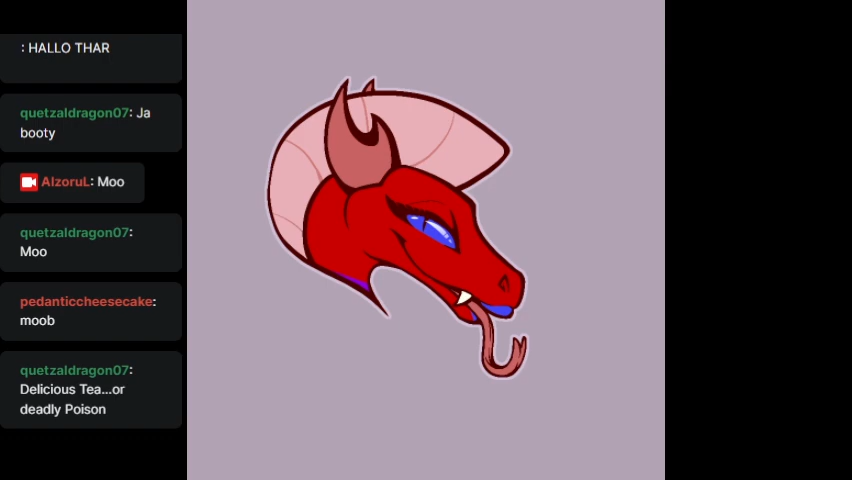 : HALLO THAR
quetzaldragon07: Ja
booty
AlzoruL: Moo
quetzaldragon07:
Moo
pedanticcheesecake:
moob
quetzaldragon07:
Delicious Tea...or
deadly Poison